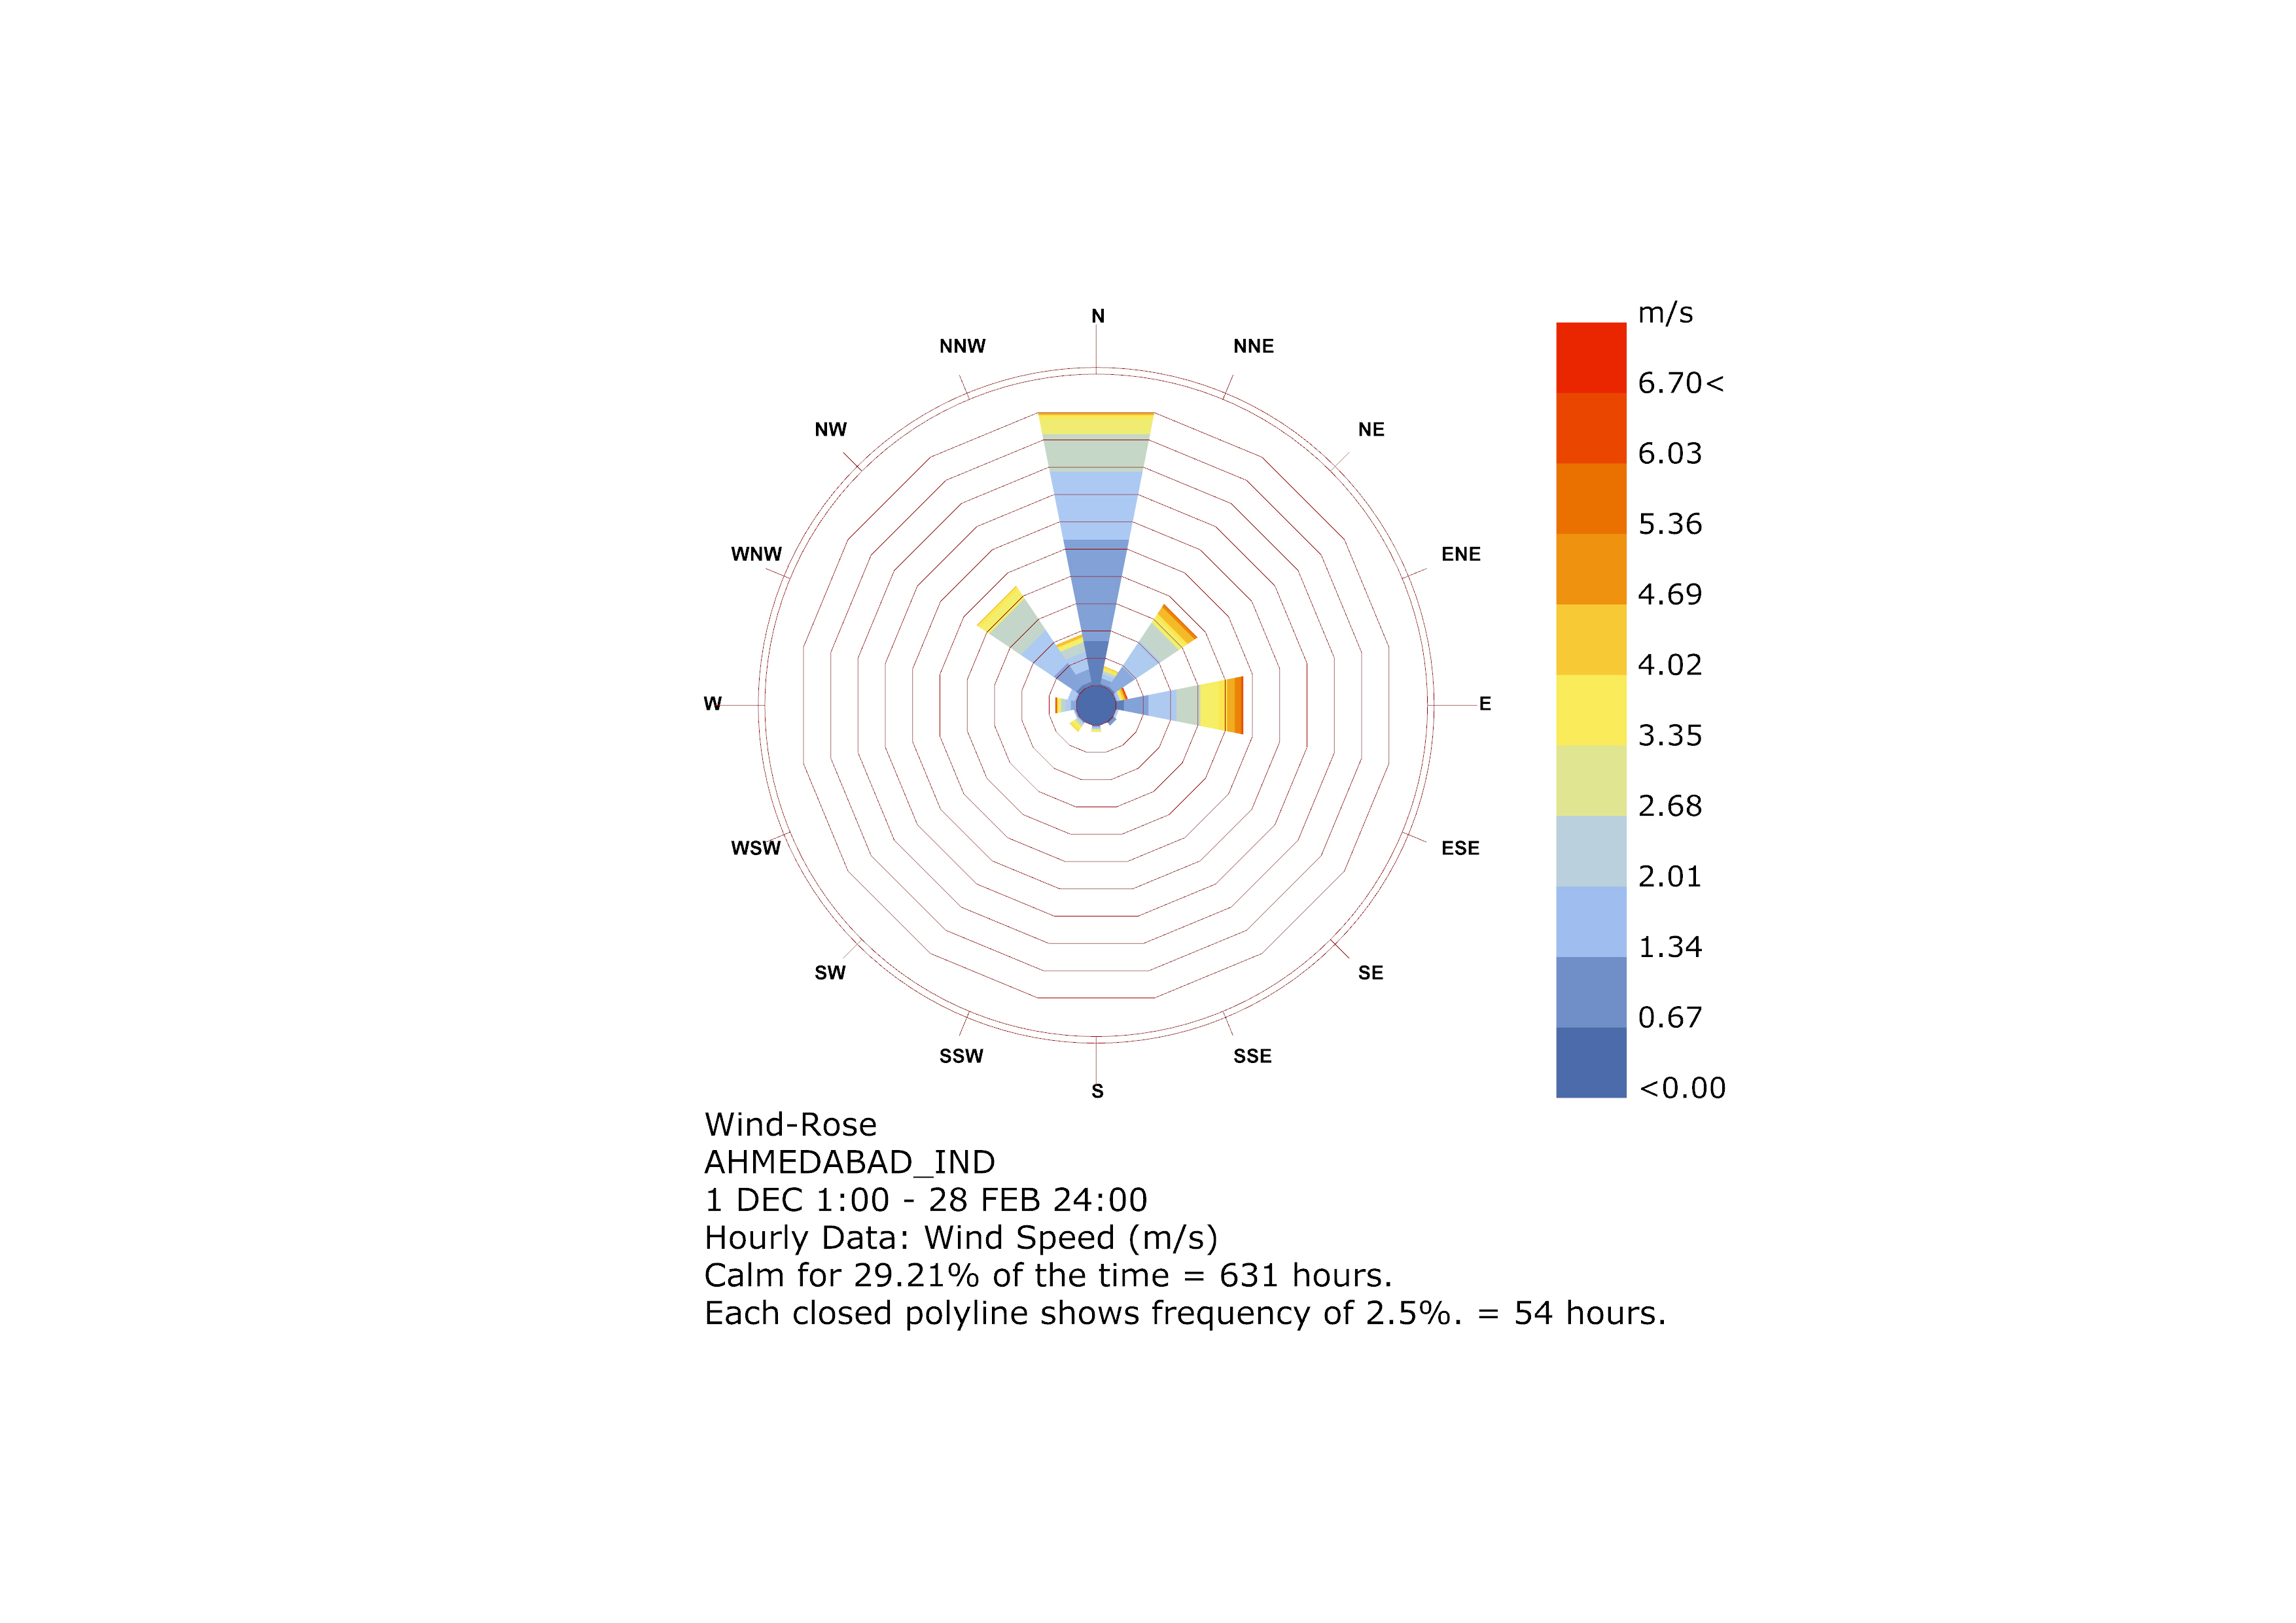 N
NNW
NNE
NW
NE
WNW
ENE
W
E
WSW
ESE
SW
SE
SSW
SSE
S
m/s
6.70<
6.03
5.36
4.69
4.02
3.35
2.68
2.01
1.34
0.67
<0.00
Wind-Rose
AHMEDABAD_IND
1 DEC 1:00 - 28 FEB 24:00
Hourly Data: Wind Speed (m/s)
Calm for 29.21% of the time = 631 hours.
Each closed polyline shows frequency of 2.5%. = 54 hours.